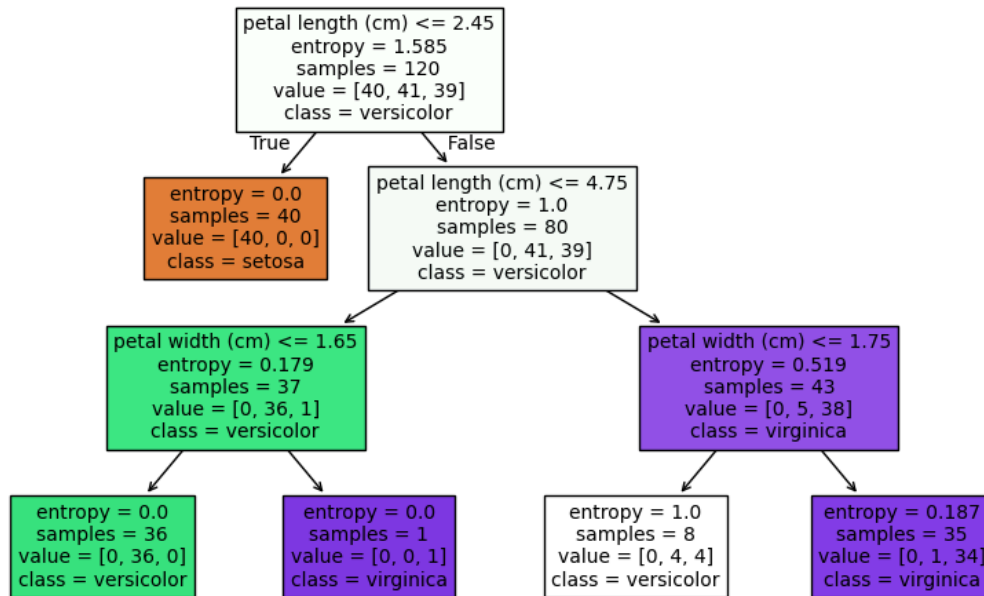 petal length (cm) <= 2.45
entropy = 1.585
samples = 120
value = [40, 41, 39]
class = versicolor
True
False
entropy = 0.0
samples = 40
value = [40, 0, 0]
class = setosa
petal length (cm) <= 4.75
entropy = 1.0
samples = 80
value = [0, 41, 39]
class = versicolor
petal width (cm) <= 1.65
entropy = 0.179
samples = 37
value = [0, 36, 1]
class = versicolor
petal width (cm) <= 1.75
entropy = 0.519
samples = 43
value = [0, 5, 38]
class = virginica
entropy = 0.0
samples = 36
value = [0, 36, 0]
class = versicolor
entropy = 0.0
samples = 1
value = [0, 0, 1]
class = virginica
entropy = 1.0
samples = 8
value = [0, 4, 4]
class = versicolor
entropy = 0.187
samples = 35
value = [0, 1, 34]
class = virginica